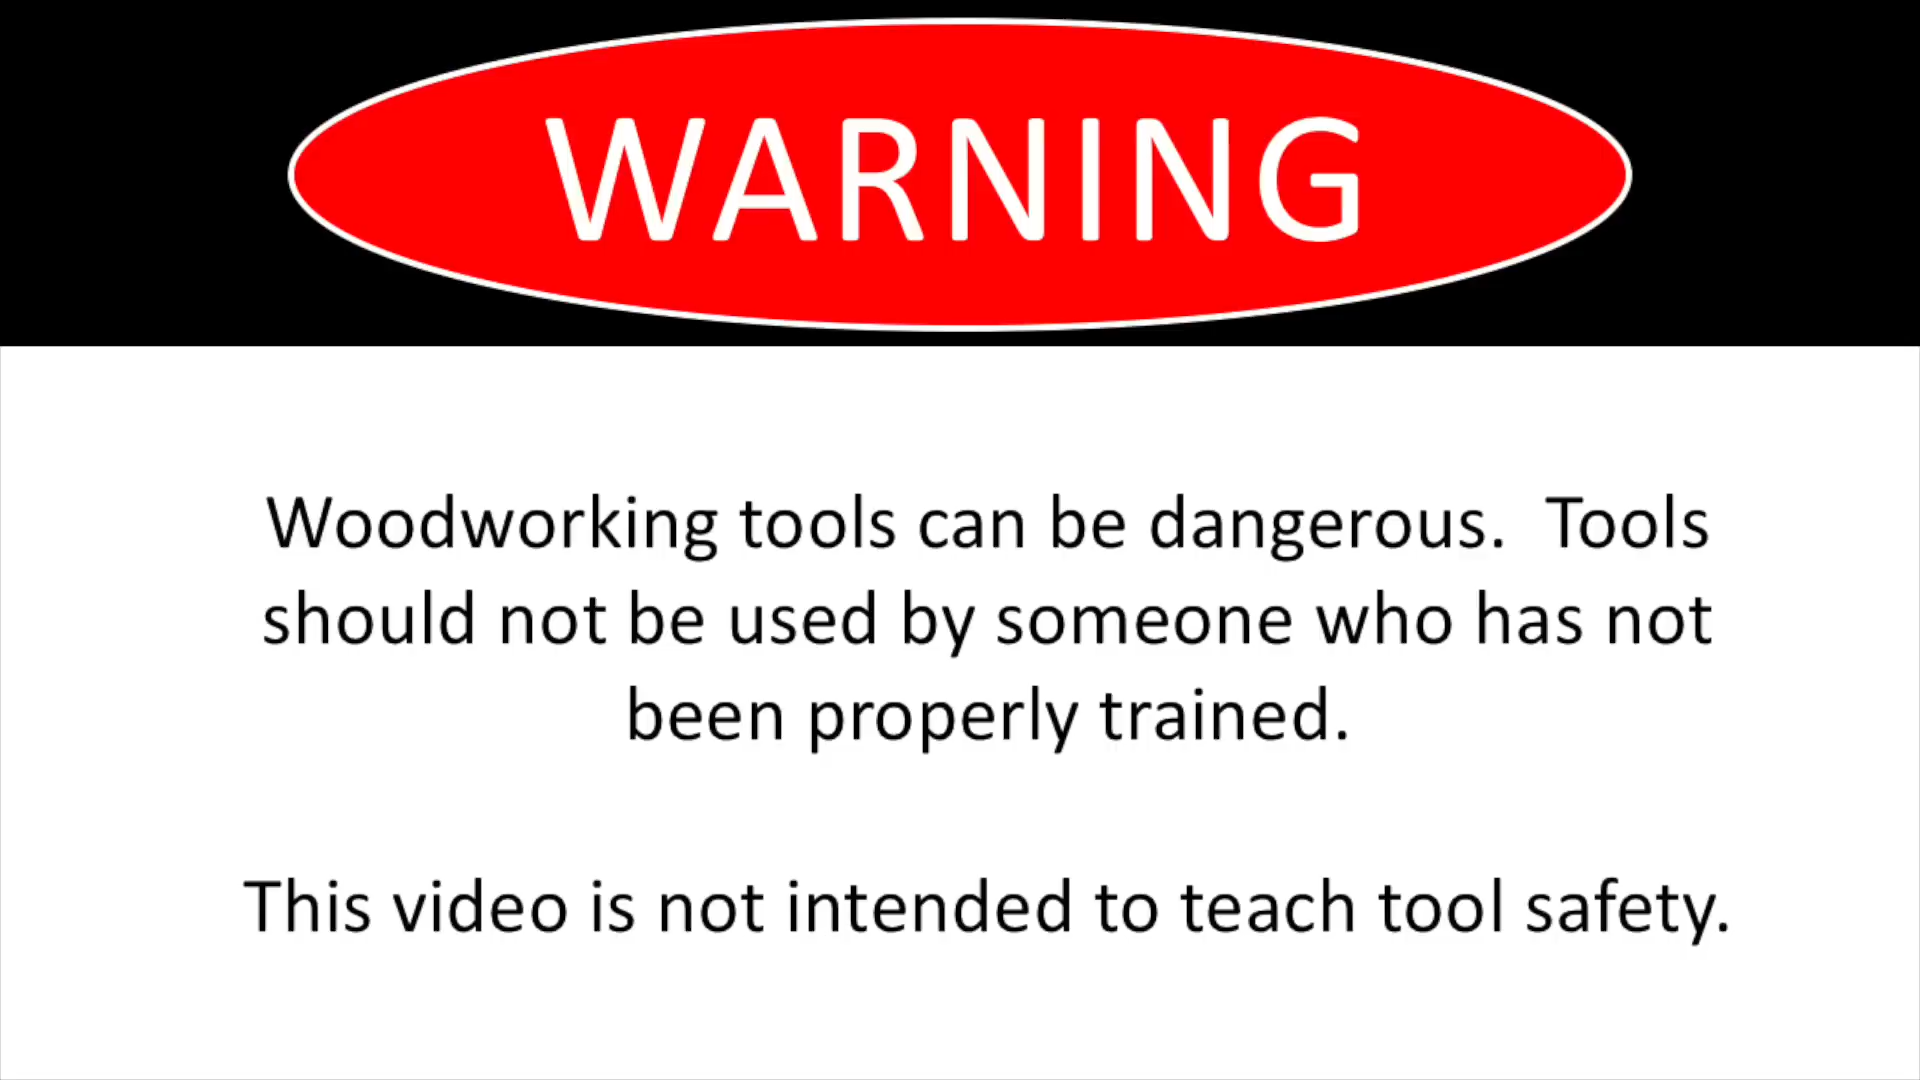 WARNING
Woodworking tools can be dangerous.  Tools
should not be used by someone who has not
been properly trained.
This video is not intended to teach tool safety.